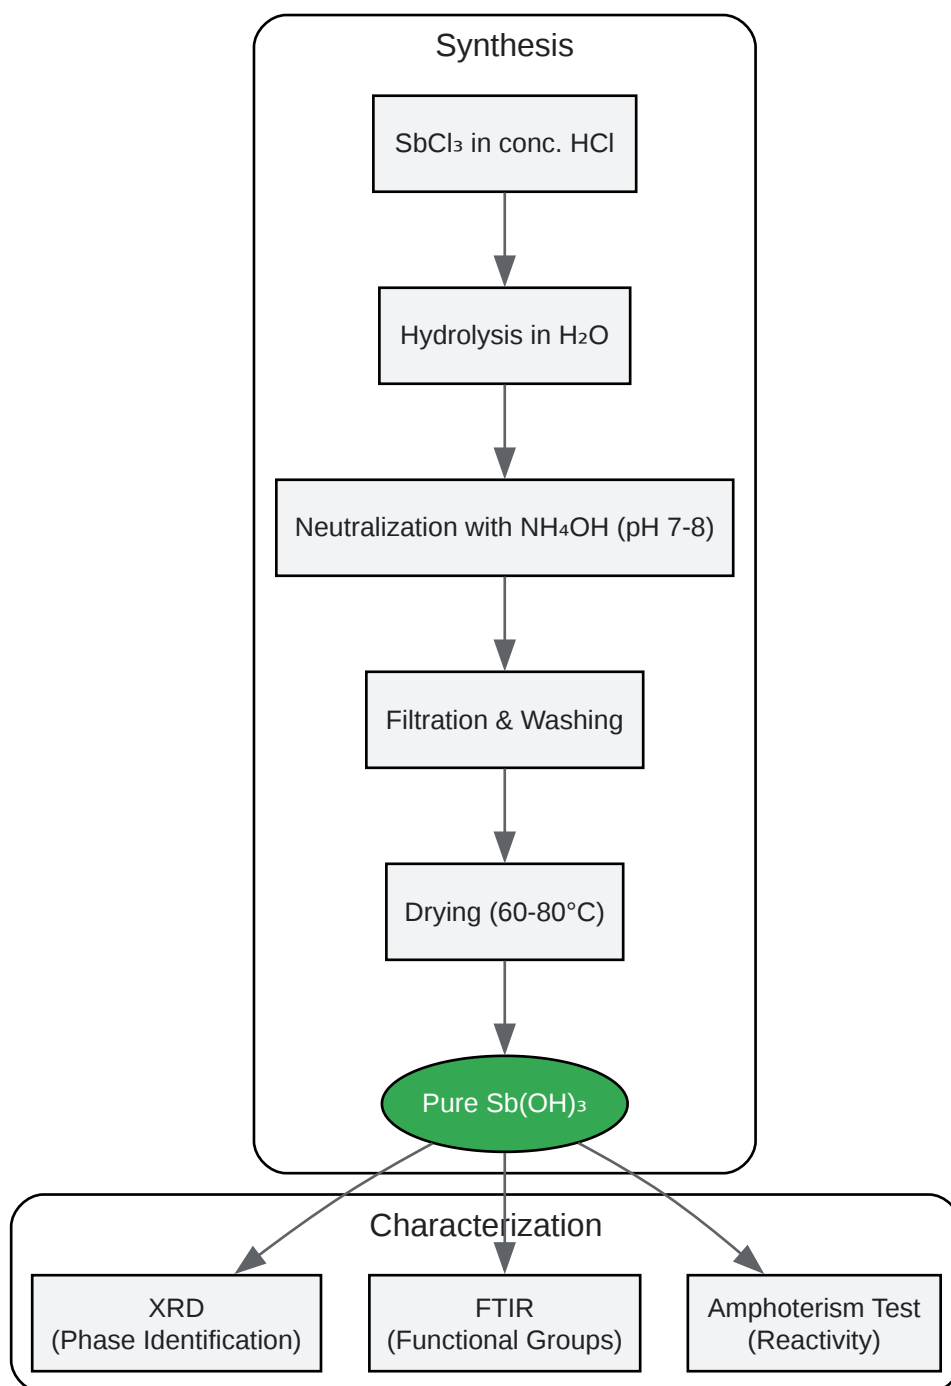 Synthesis
SbCl₃ in conc. HCl
Hydrolysis in H₂O
Neutralization with NH₄OH (pH 7-8)
Filtration & Washing
Drying (60-80°C)
Pure Sb(OH)₃
Characterization
XRD
(Phase Identification)
FTIR
(Functional Groups)
Amphoterism Test
(Reactivity)